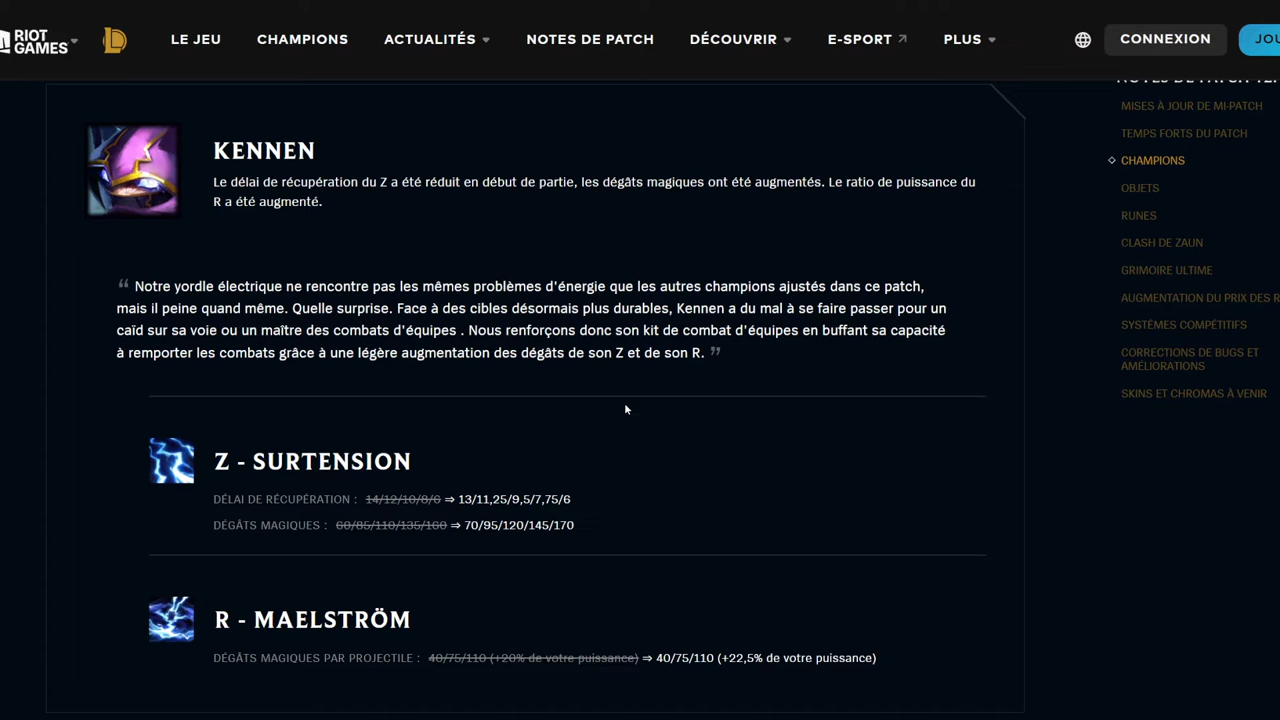 RIOT GAMES
LE JEU
CHAMPIONS
ACTUALITÉS
NOTES DE PATCH
DÉCOUVRIR
E-SPORT
PLUS
CONNEXION
KENNEN
Le délai de récupération du Z a été réduit en début de partie, les dégâts magiques ont été augmentés. Le ratio de puissance du
R a été augmenté.
“ Notre yordle électrique ne rencontre pas les mêmes problèmes d'énergie que les autres champions ajustés dans ce patch,
mais il peine quand même. Quelle surprise. Face à des cibles désormais plus durables, Kennen a du mal à se faire passer pour un
caïd sur sa voie ou un maître des combats d'équipes . Nous renforçons donc son kit de combat d'équipes en buffant sa capacité
à remporter les combats grâce à une légère augmentation des dégâts de son Z et de son R. ”
Z - SURTENSION
DÉLAI DE RÉCUPÉRATION : 14/12/10/8/6 ⇒ 13/11,25/9,5/7,75/6
DÉGÂTS MAGIQUES : 60/85/110/135/160 ⇒ 70/95/120/145/170
R - MAELSTRÖM
DÉGÂTS MAGIQUES PAR PROJECTILE : 40/75/110 (+20% de votre puissance) ⇒ 40/75/110 (+22,5% de votre puissance)
MISES À JOUR DE MI-PATCH
TEMPS FORTS DU PATCH
CHAMPIONS
OBJETS
RUNES
CLASH DE ZAUN
GRIMOIRE ULTIME
AUGMENTATION DU PRIX DES
SYSTÈMES COMPÉTITIFS
CORRECTIONS DE BUGS ET
AMÉLIORATIONS
SKINS ET CHROMAS À VENIR